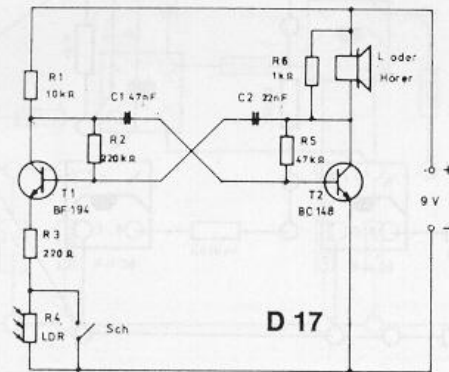 R1
10kΩ
C1 47nF
R2
220kΩ
C2 22nF
R6
1kΩ
L oder
Hörer
R5
47kΩ
T1
BF 194
T2
BC 148
+
9 V
-
R3
220Ω
R4
LDR
Sch
D 17